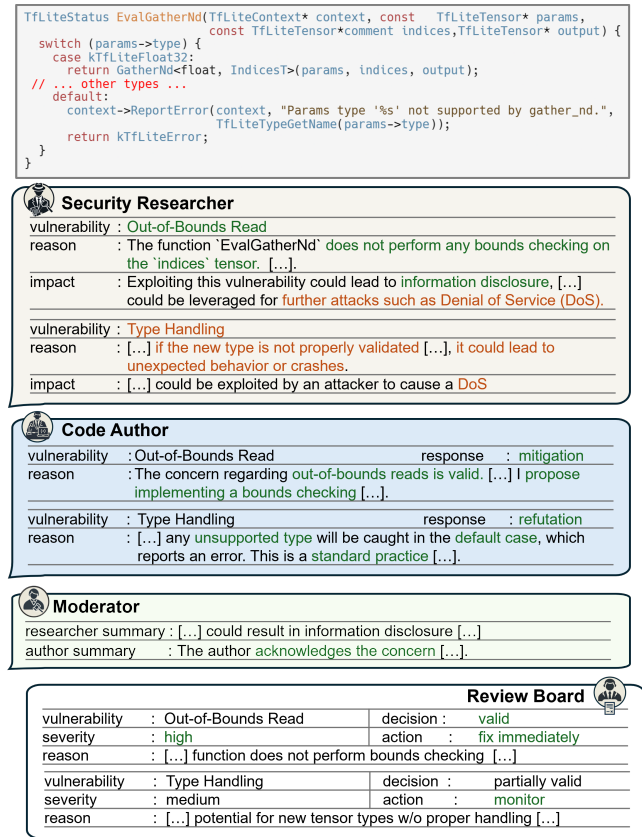 TfLiteStatus EvalGatherNd(TfLiteContext* context, const   TfLiteTensor* params,
const TfLiteTensor*comment indices,TfLiteTensor* output) {
switch (params->type) {
case kTfLiteFloat32:
return GatherNd<float, IndicesT>(params, indices, output);
// ... other types ...
default:
context->ReportError(context, "Params type '%s' not supported by gather_nd.",
TfLiteTypeGetName(params->type));
return kTfLiteError;
}
}
Security Researcher
vulnerability : Out-of-Bounds Read
reason : The function `EvalGatherNd` does not perform any bounds checking on
the `indices` tensor. [...].
impact : Exploiting this vulnerability could lead to information disclosure, [...]
could be leveraged for further attacks such as Denial of Service (DoS).
vulnerability : Type Handling
reason : [...] if the new type is not properly validated [...], it could lead to
unexpected behavior or crashes.
impact : [...] could be exploited by an attacker to cause a DoS
Code Author
vulnerability : Out-of-Bounds Read response : mitigation
reason : The concern regarding out-of-bounds reads is valid. [...] I propose
implementing a bounds checking [...].
vulnerability : Type Handling response : refutation
reason : [...] any unsupported type will be caught in the default case, which
reports an error. This is a standard practice [...].
Moderator
researcher summary : [...] could result in information disclosure [...]
author summary : The author acknowledges the concern [...].
Review Board
vulnerability : Out-of-Bounds Read decision : valid
severity : high action : fix immediately
reason : [...] function does not perform bounds checking [...]
vulnerability : Type Handling decision : partially valid
severity : medium action : monitor
reason : [...] potential for new tensor types w/o proper handling [...]